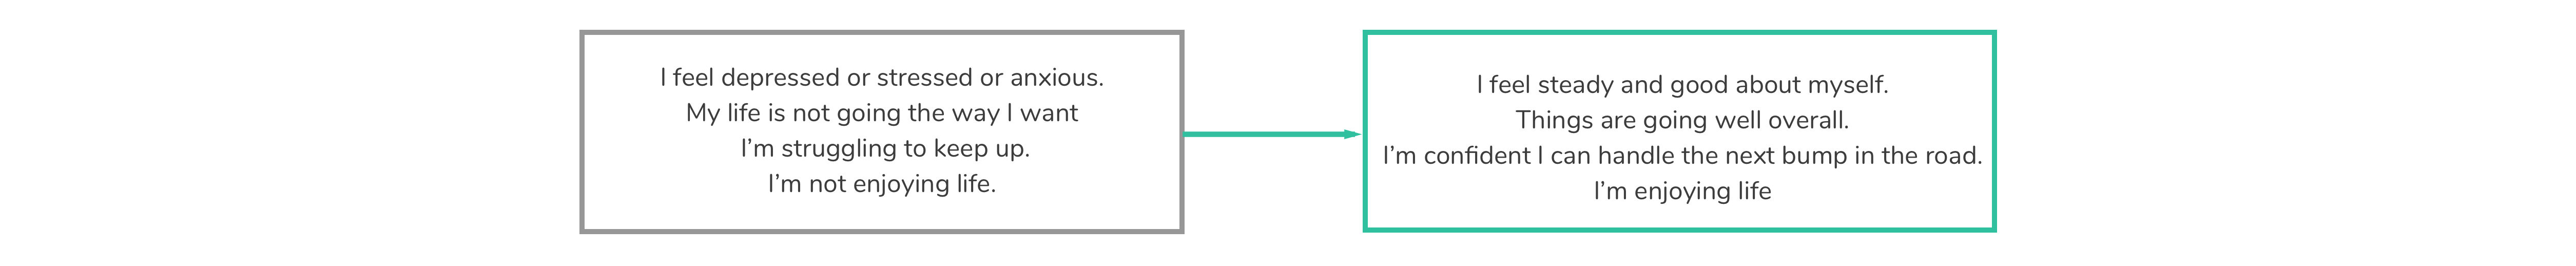 I feel depressed or stressed or anxious.
My life is not going the way I want
I’m struggling to keep up.
I’m not enjoying life.
I feel steady and good about myself.
Things are going well overall.
I’m confident I can handle the next bump in the road.
I’m enjoying life